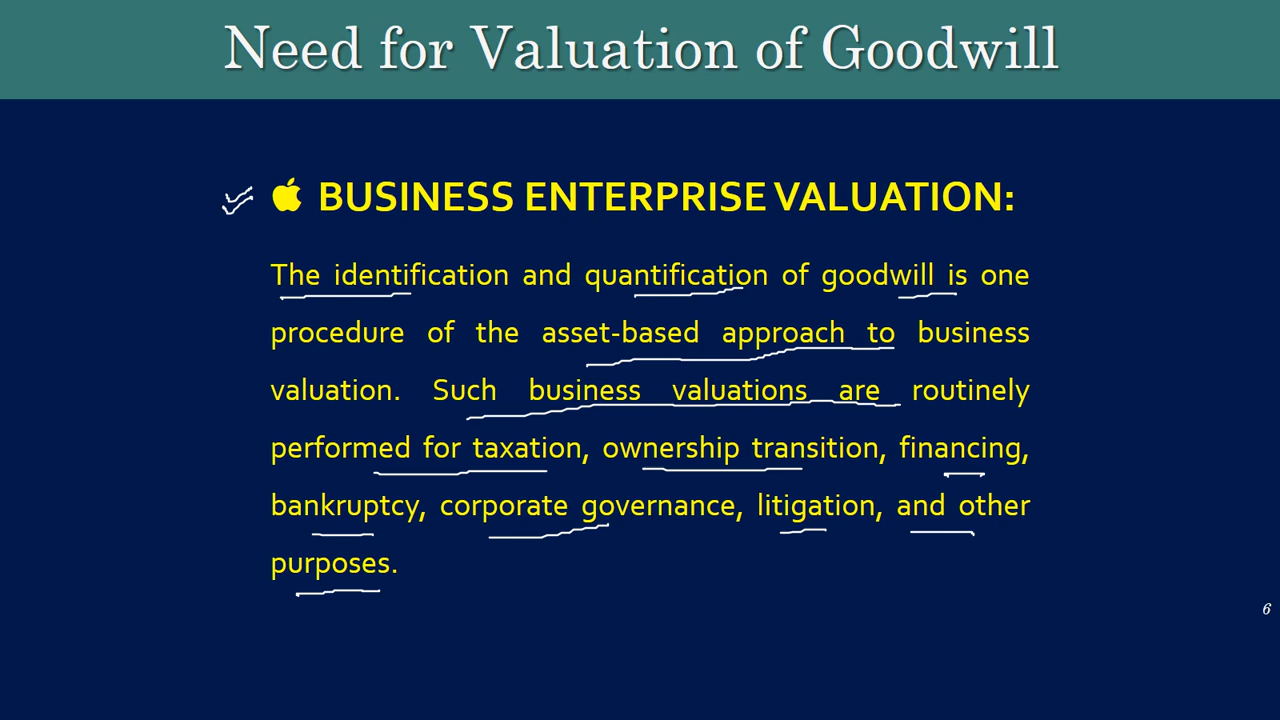 Need for Valuation of Goodwill
BUSINESS ENTERPRISE VALUATION:
The identification and quantification of goodwill is one
procedure of the asset-based approach to business
valuation. Such business valuations are routinely
performed for taxation, ownership transition, financing,
bankruptcy, corporate governance, litigation, and other
purposes.
6